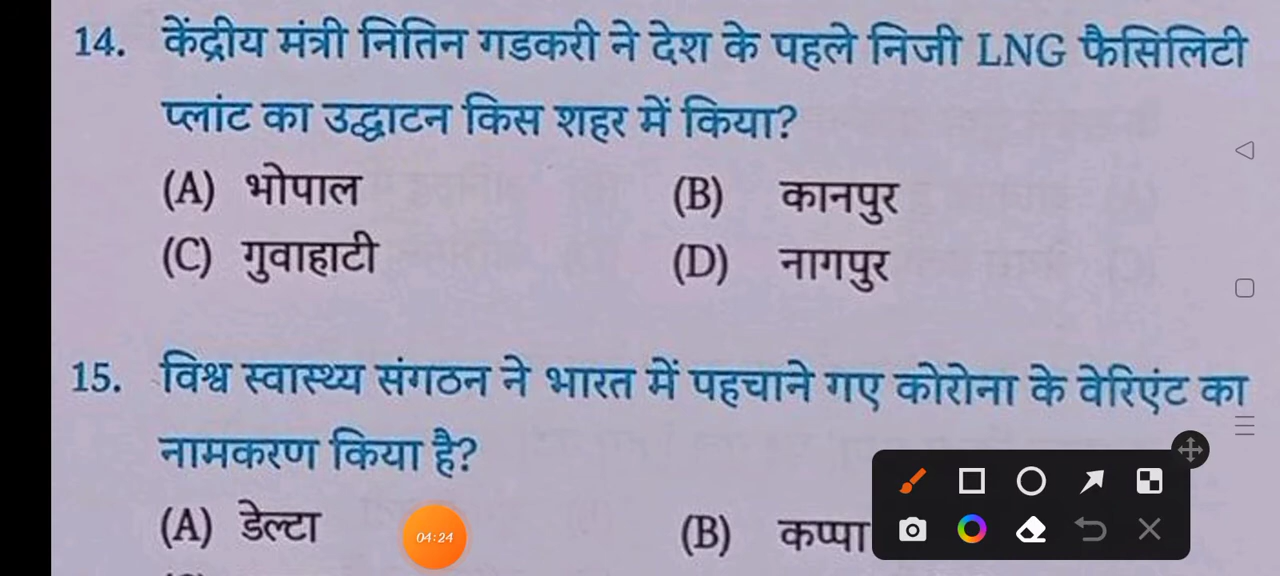 14. केंद्रीय मंत्री नितिन गडकरी ने देश के पहले निजी LNG फैसिलिटी
प्लांट का उद्घाटन किस शहर में किया?
(A) भोपाल (B) कानपुर
(C) गुवाहाटी (D) नागपुर
15. विश्व स्वास्थ्य संगठन ने भारत में पहचाने गए कोरोना के वेरिएंट का
नामकरण किया है?
(A) डेल्टा (B) कप्पा
04:24